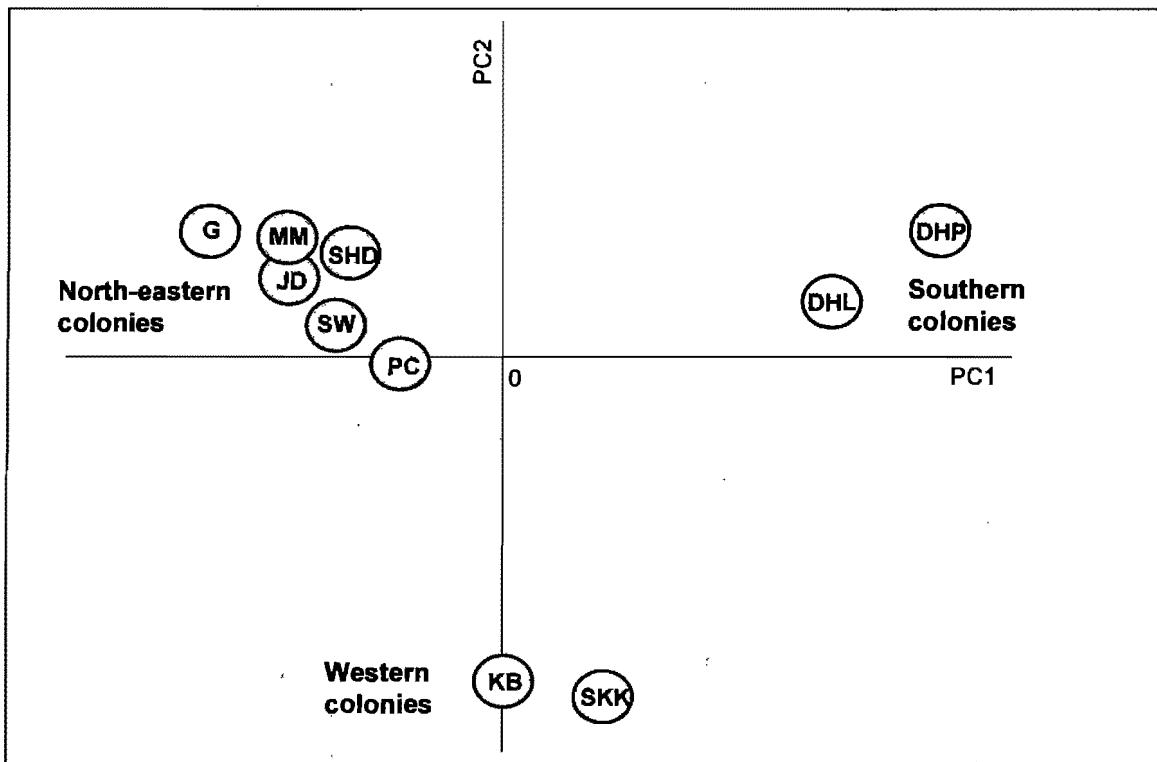 PC2
G
MM
SHD
JD
SW
PC
North-eastern
colonies
DHP
DHL
Southern
colonies
0
PC1
Western
colonies
KB
SKK